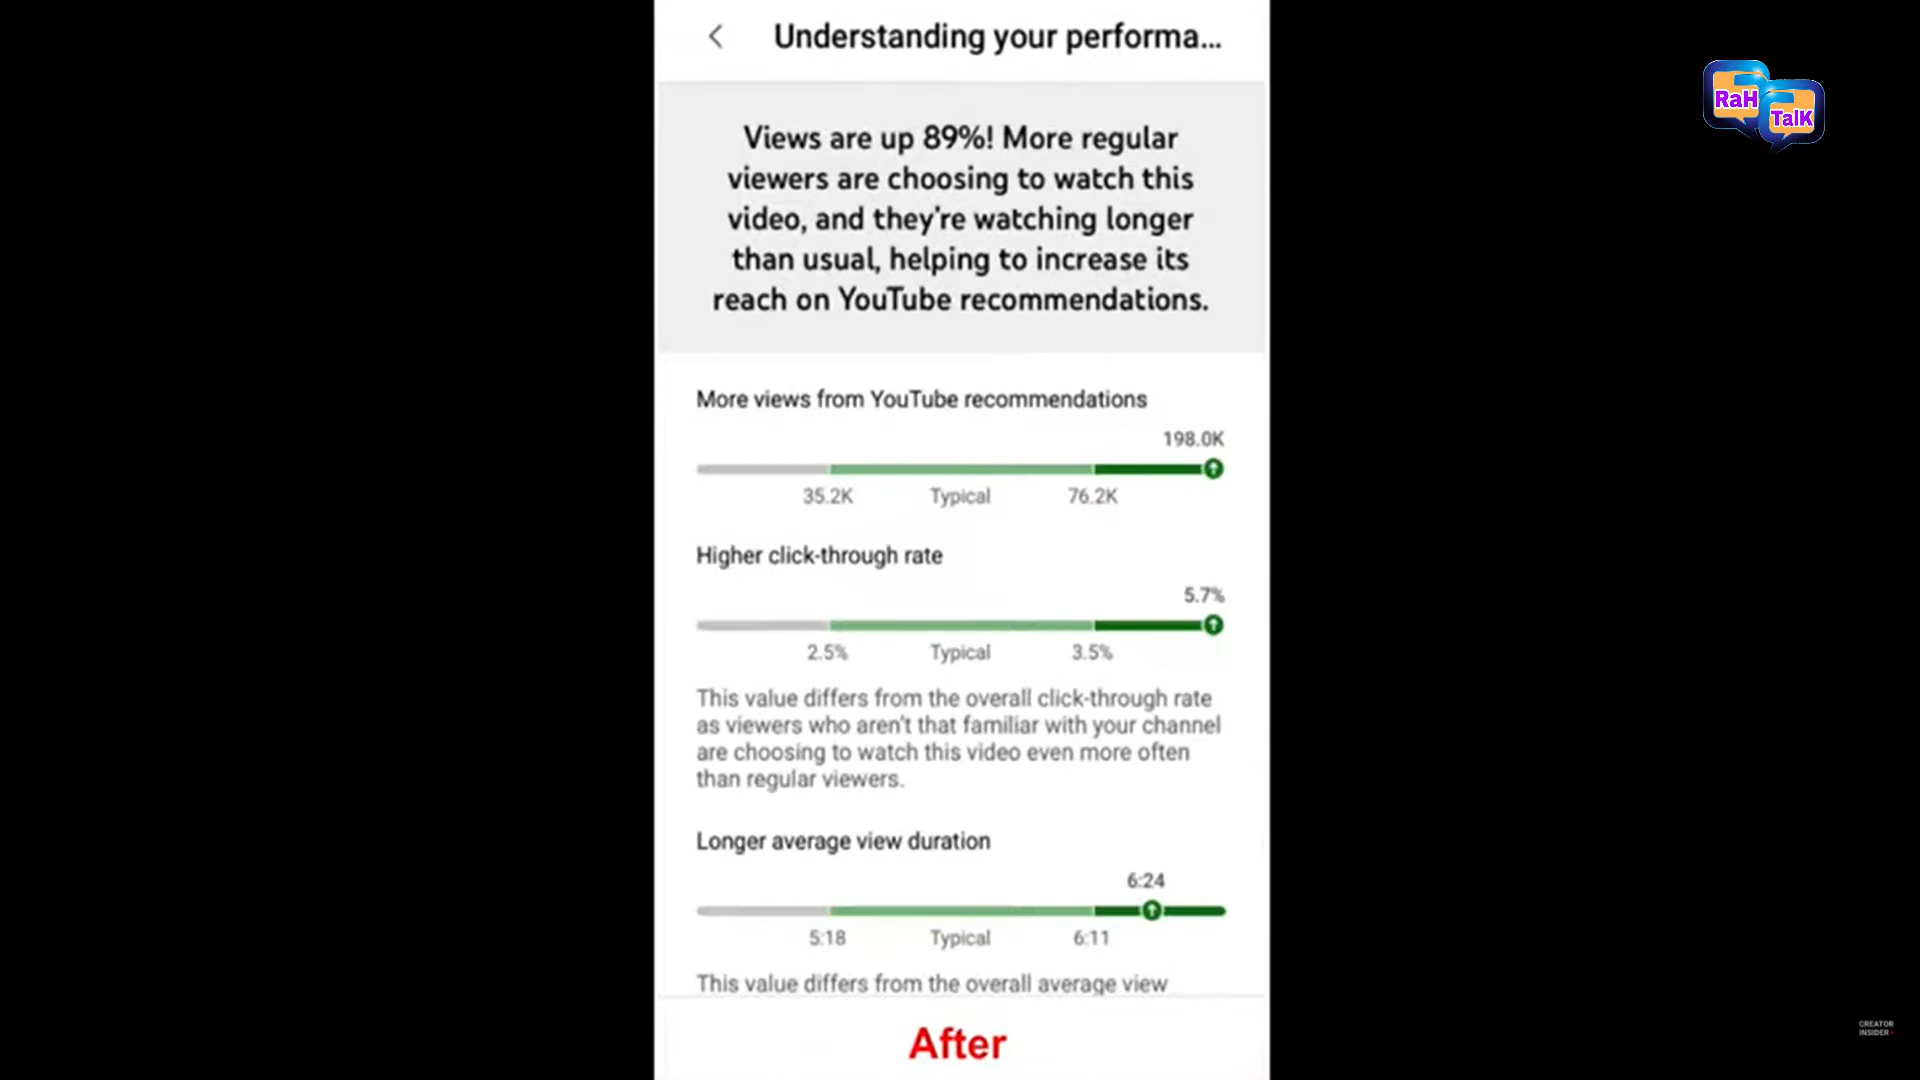 Understanding your performa...
RaH
TalK
Views are up 89%! More regular
viewers are choosing to watch this
video, and they're watching longer
than usual, helping to increase its
reach on YouTube recommendations.
More views from YouTube recommendations
198.0K
35.2K Typical 76.2K
Higher click-through rate
5.7%
2.5% Typical 3.5%
This value differs from the overall click-through rate
as viewers who aren't that familiar with your channel
are choosing to watch this video even more often
than regular viewers.
Longer average view duration
6:24
5:18 Typical 6:11
This value differs from the overall average view
After
CREATOR
INSIDER